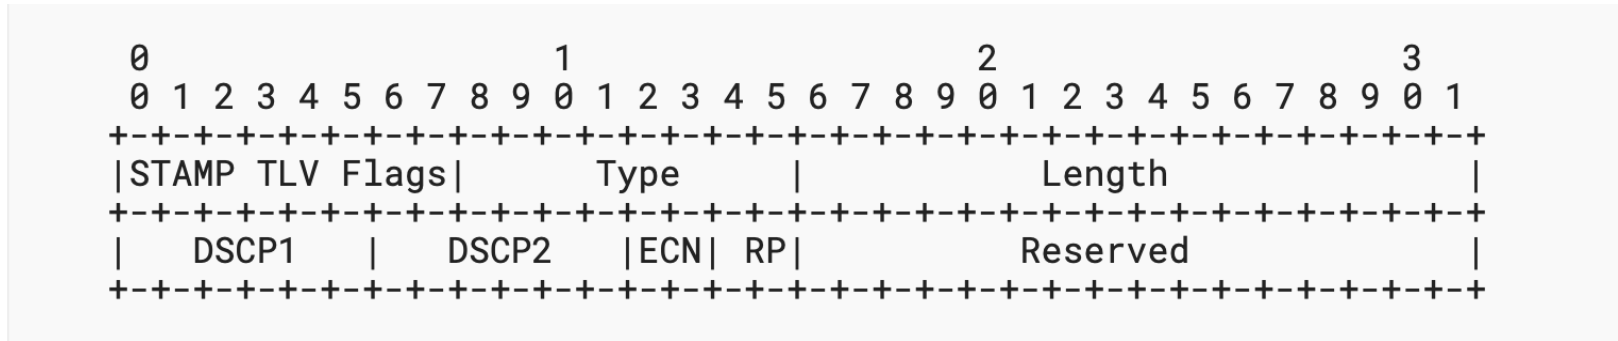 0                   1                   2                   3
 0 1 2 3 4 5 6 7 8 9 0 1 2 3 4 5 6 7 8 9 0 1 2 3 4 5 6 7 8 9 0 1
+-+-+-+-+-+-+-+-+-+-+-+-+-+-+-+-+-+-+-+-+-+-+-+-+-+-+-+-+-+-+-+-+
|STAMP TLV Flags|      Type     |           Length              |
+-+-+-+-+-+-+-+-+-+-+-+-+-+-+-+-+-+-+-+-+-+-+-+-+-+-+-+-+-+-+-+-+
|   DSCP1   |   DSCP2   |ECN| RP|          Reserved             |
+-+-+-+-+-+-+-+-+-+-+-+-+-+-+-+-+-+-+-+-+-+-+-+-+-+-+-+-+-+-+-+-+